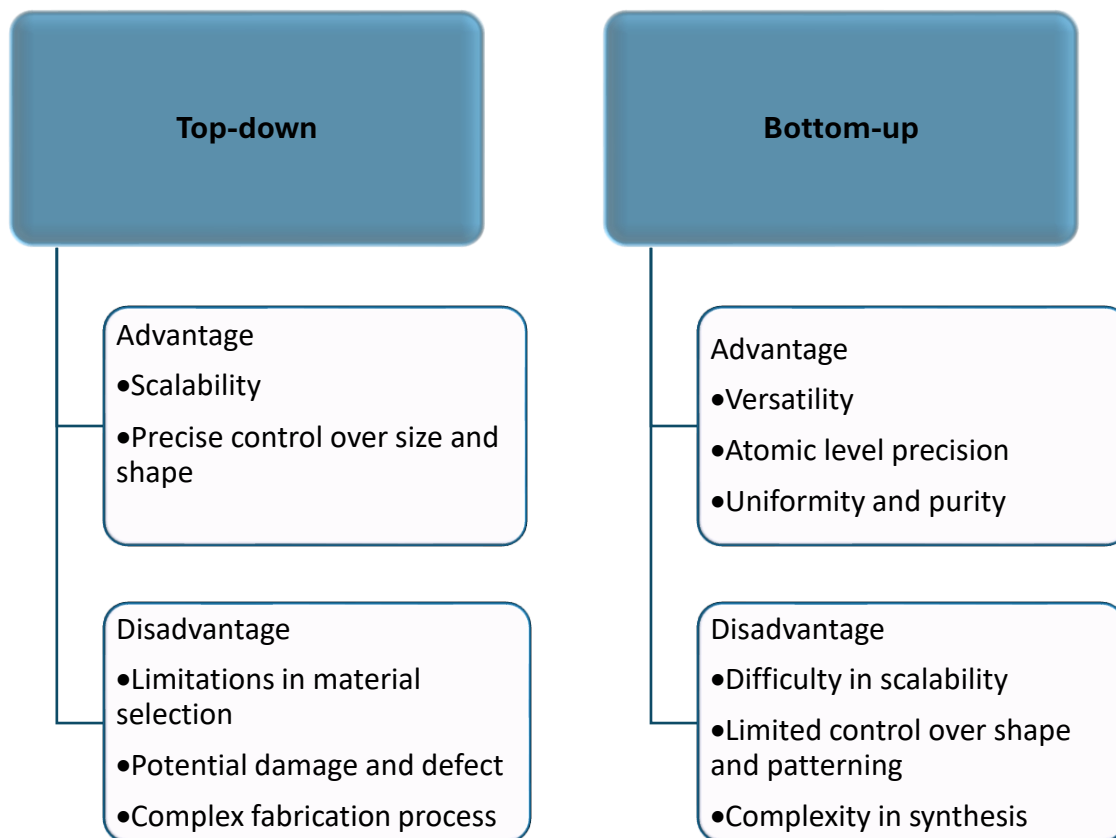 Top-down
Advantage
•Scalability
•Precise control over size and
shape
Disadvantage
•Limitations in material
selection
•Potential damage and defect
•Complex fabrication process
Bottom-up
Advantage
•Versatility
•Atomic level precision
•Uniformity and purity
Disadvantage
•Difficulty in scalability
•Limited control over shape
and patterning
•Complexity in synthesis